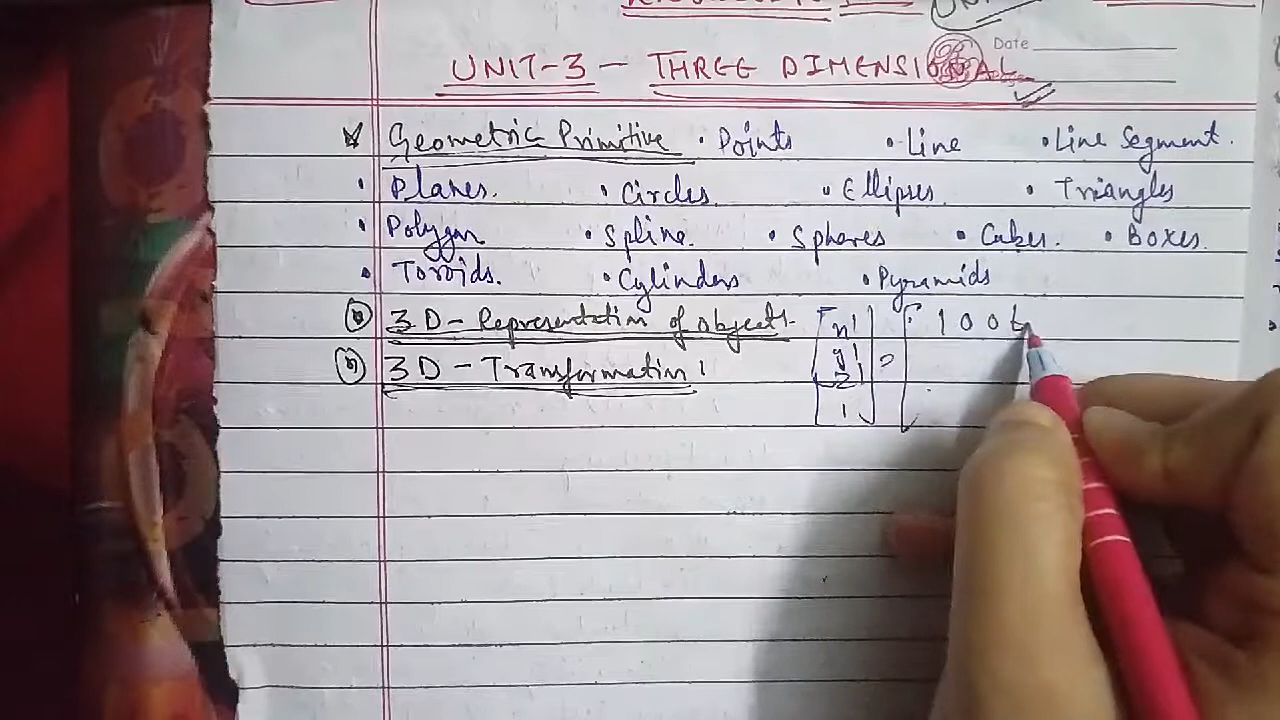 Date
UNIT-3 - THREE DIMENSIONAL
Geometric Primitive • Points • Line • Line Segment.
• Planes. • Circles. • Ellipses. • Triangles
• Polygon • Spline. • Spheres • Cubes. • Boxes.
• Toroids. • Cylinders • Pyramids
3D - Representation of objects.
3D - Transformation:
x' 1 0 0 t
y' =
z'
1